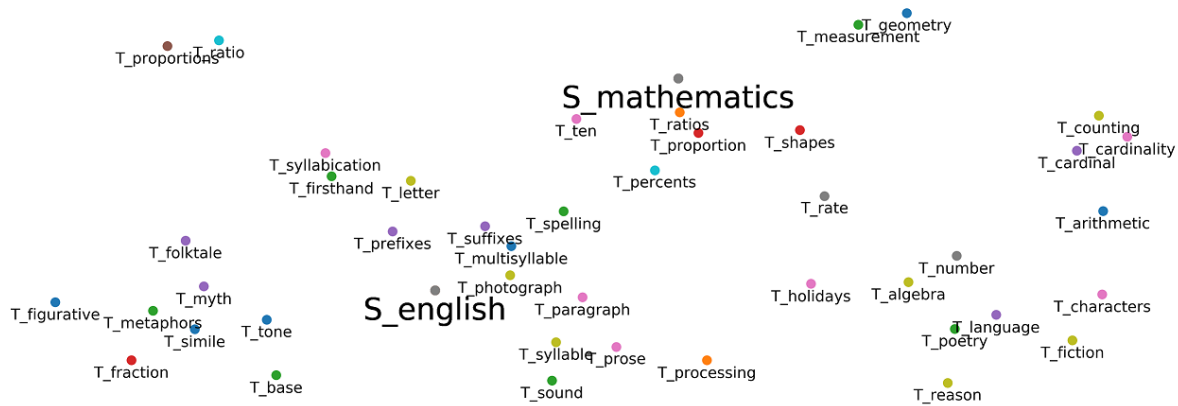 T_geometry
T_measurement
T_proportions
T_ratio
S_mathematics
T_ten
T_ratios
T_counting
T_proportion
T_shapes
T_cardinality
T_cardinal
T_syllabication
T_firsthand
T_letter
T_percents
T_rate
T_spelling
T_arithmetic
T_prefixes
T_suffixes
T_folktale
T_multisyllable
T_number
T_myth
T_photograph
T_holidays
T_algebra
T_figurative
T_metaphors
S_english
T_paragraph
T_characters
T_simile
T_tone
T_language
T_poetry
T_syllable
T_prose
T_fiction
T_fraction
T_processing
T_base
T_sound
T_reason